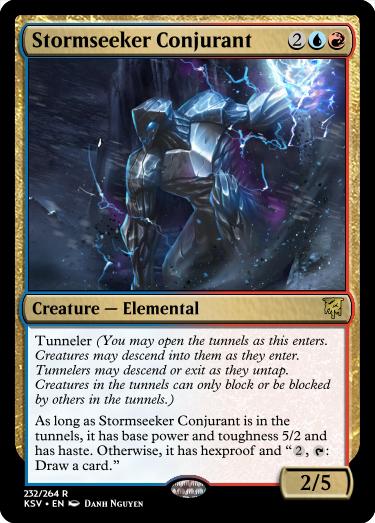 Stormseeker Conjurant 2
Creature — Elemental
Tunneler (You may open the tunnels as this enters.
Creatures may descend into them as they enter.
Tunnelers may descend or exit as they untap.
Creatures in the tunnels can only block or be blocked
by others in the tunnels.)
As long as Stormseeker Conjurant is in the
tunnels, it has base power and toughness 5/2 and
has haste. Otherwise, it has hexproof and “2, T:
Draw a card.”
2/5
232/264 R
KSV • EN Danh Nguyen